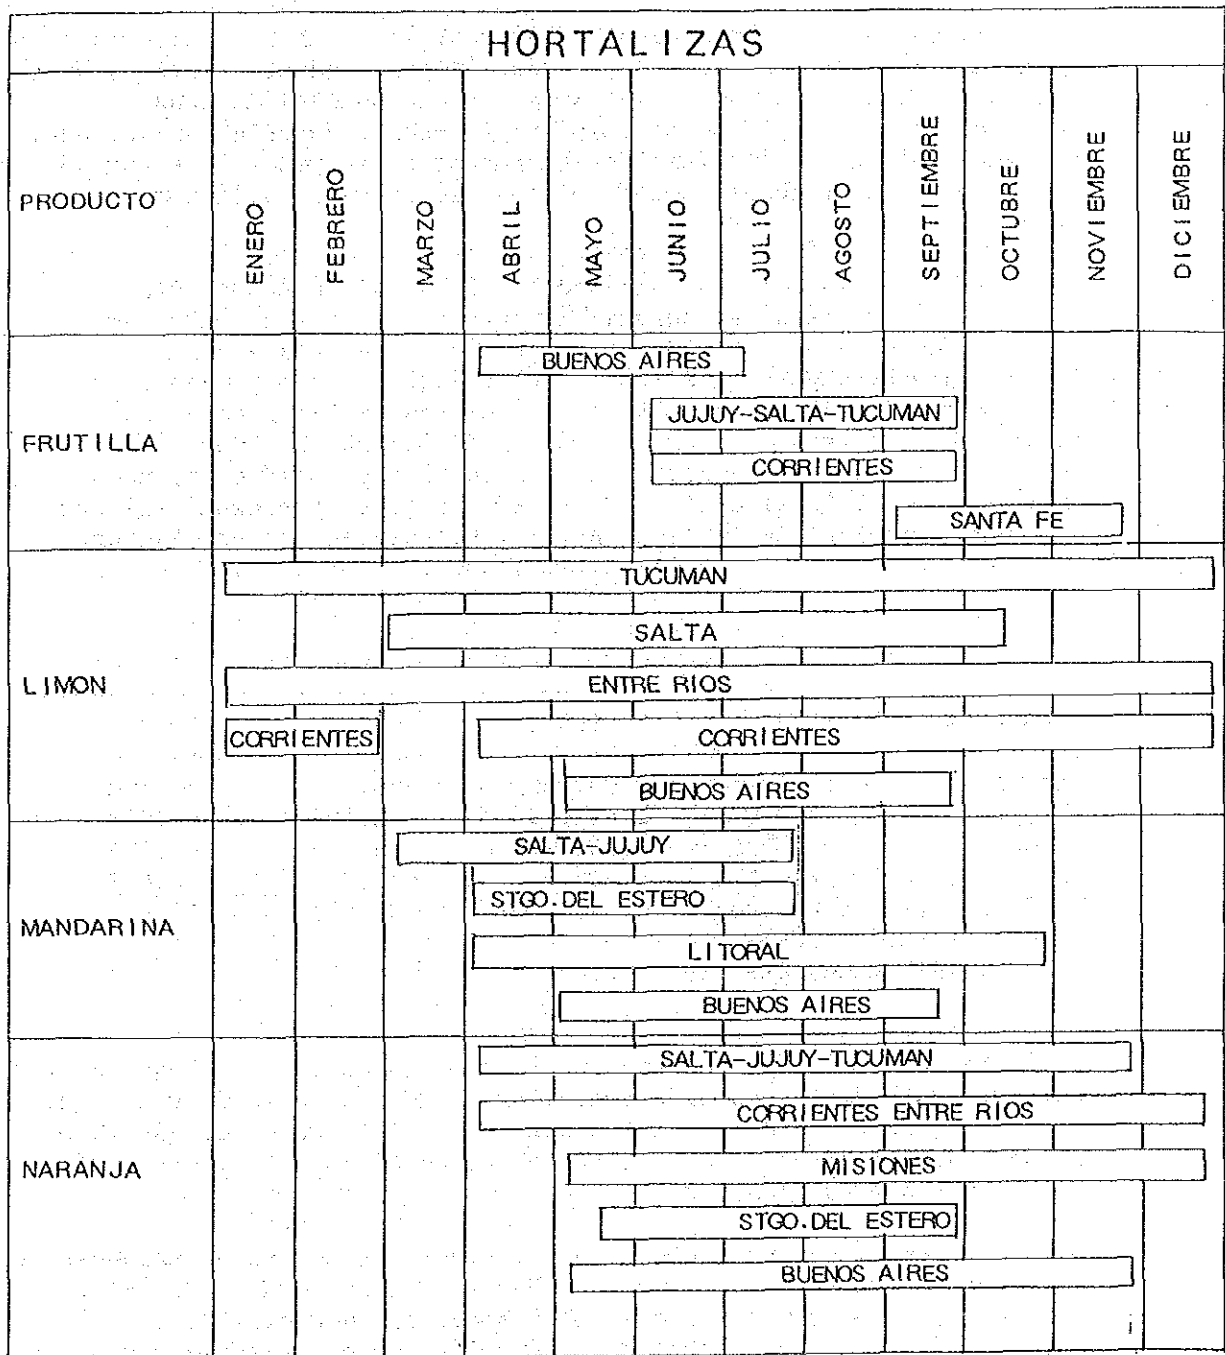 HORTALIZAS
PRODUCTO
ENERO
FEBRERO
MARZO
ABRIL
MAYO
JUNIO
JULIO
AGOSTO
SEPTIEMBRE
OCTUBRE
NOVIEMBRE
DICIEMBRE
FRUTILLA
BUENOS AIRES
JUJUY-SALTA-TUCUMAN
CORRIENTES
SANTA FE
LIMON
TUCUMAN
SALTA
ENTRE RIOS
CORRIENTES CORRIENTES
BUENOS AIRES
MANDARINA
SALTA-JUJUY
STGO.DEL ESTERO
LITORAL
BUENOS AIRES
NARANJA
SALTA-JUJUY-TUCUMAN
CORRIENTES ENTRE RIOS
MISIONES
STGO.DEL ESTERO
BUENOS AIRES